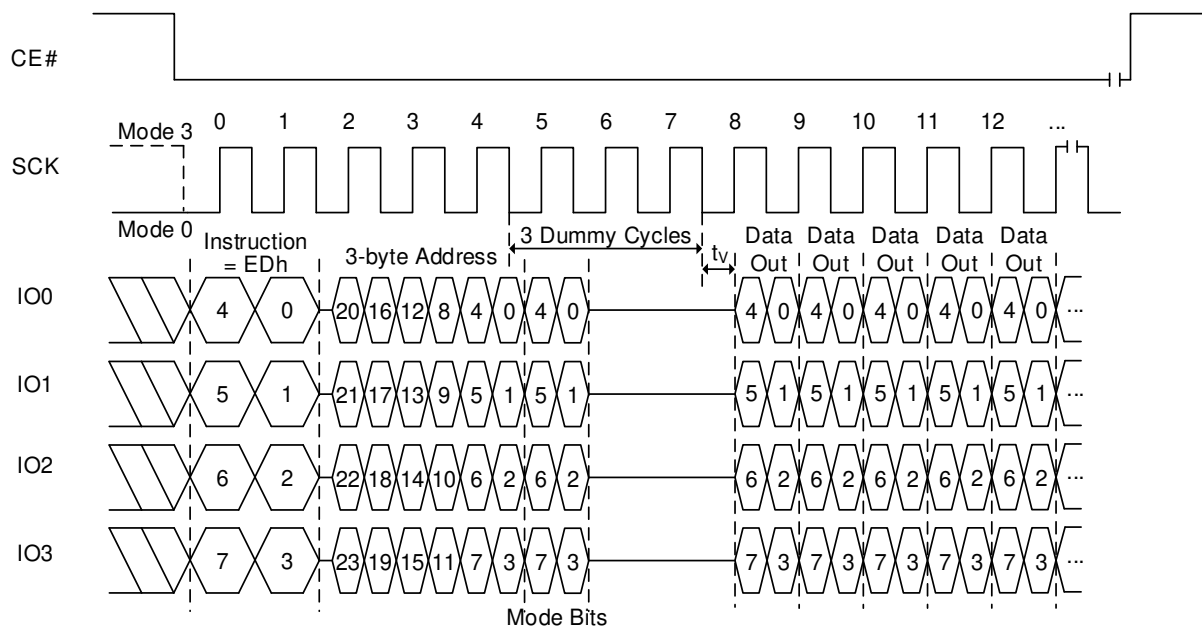 CE#
0 1 2 3 4 5 6 7 8 9 10 11 12 ...
Mode 3
SCK
Mode 0
3 Dummy Cycles
Instruction
= EDh
3-byte Address
tV
Data
Out
Data
Out
Data
Out
Data
Out
Data
Out
IO0 4 0 20 16 12 8 4 0 4 0 4 0 4 0 4 0 4 0 4 0 ...
IO1 5 1 21 17 13 9 5 1 5 1 5 1 5 1 5 1 5 1 5 1 ...
IO2 6 2 22 18 14 10 6 2 6 2 6 2 6 2 6 2 6 2 6 2 ...
IO3 7 3 23 19 15 11 7 3 7 3 7 3 7 3 7 3 7 3 7 3 ...
Mode Bits